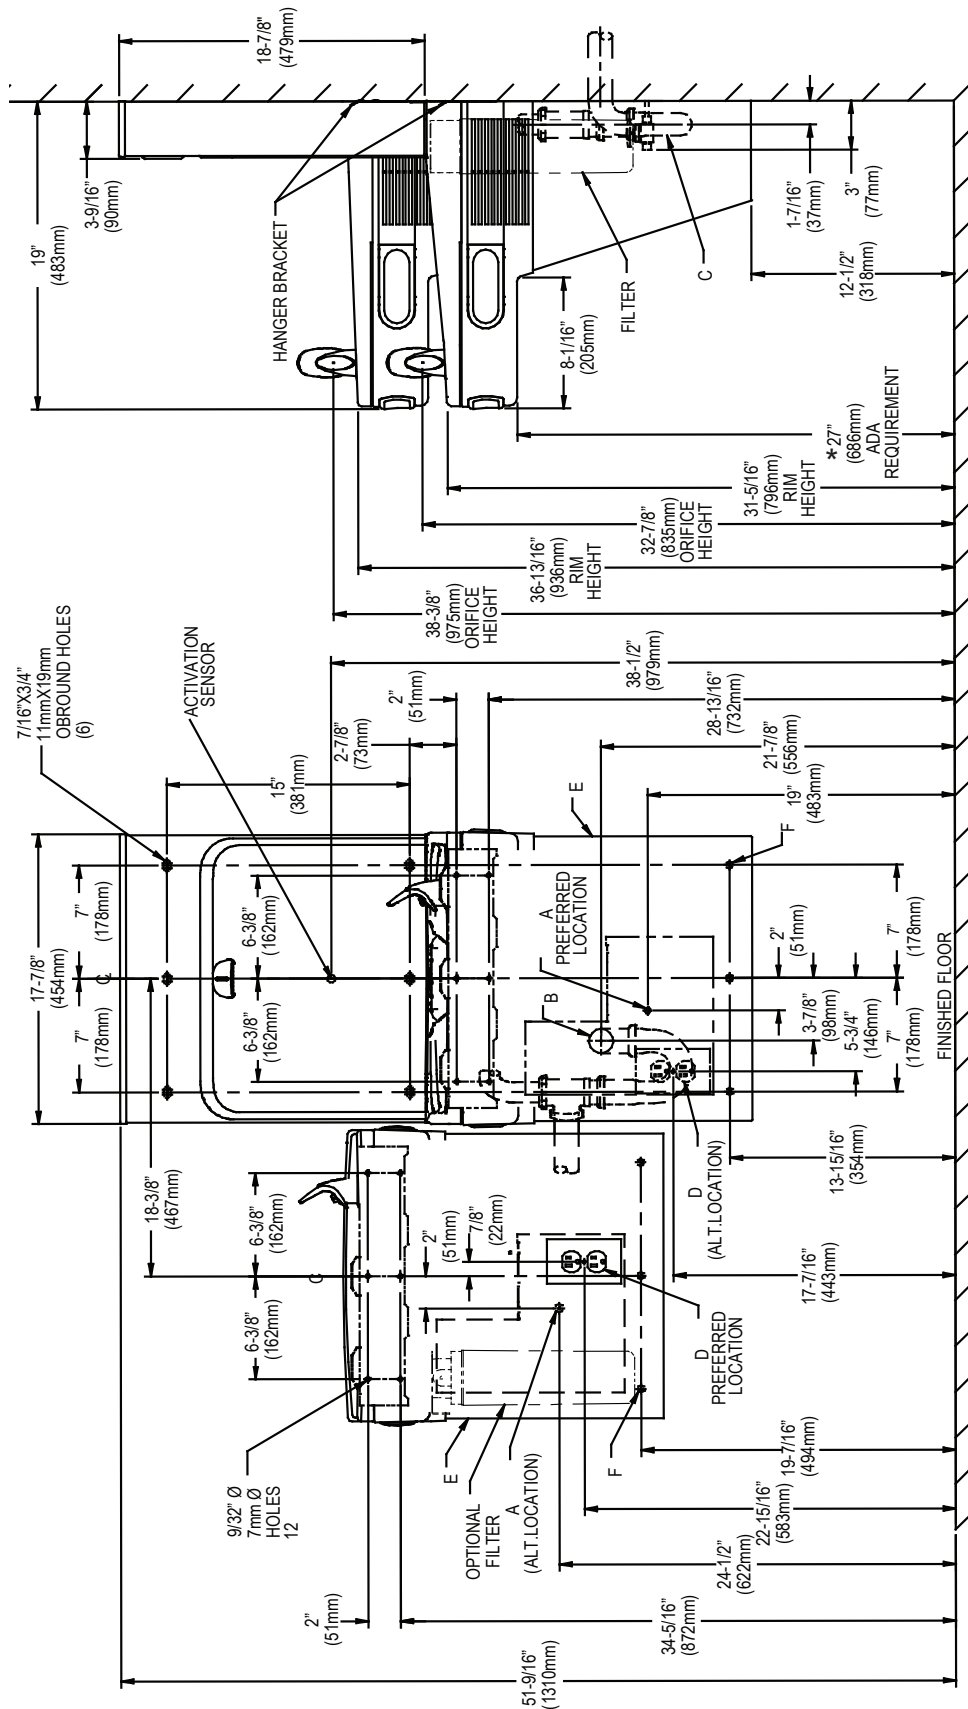 51-9/16"
(1310mm)
2"
(51mm)
34-5/16"
(872mm)
24-1/2"
(622mm)
22-15/16"
(583mm)
19-7/16"
(494mm)
9/32" Ø
7mm Ø
HOLES
12
E
OPTIONAL
FILTER
A
(ALT.LOCATION)
F
6-3/8"
(162mm)
6-3/8"
(162mm)
18-3/8"
(467mm)
C
2"
(51mm)
7/8"
(22mm)
D
PREFERRED
LOCATION
17-7/16"
(443mm)
D
(ALT.LOCATION)
13-15/16"
(354mm)
17-7/8"
(454mm)
7"
(178mm)
℄
7"
(178mm)
6-3/8"
(162mm)
6-3/8"
(162mm)
B
A
PREFERRED
LOCATION
2"
(51mm)
3-7/8"
(98mm)
5-3/4"
(146mm)
7"
(178mm)
7"
(178mm)
FINISHED FLOOR
7/16"X3/4"
11mmX19mm
OBROUND HOLES
(6)
ACTIVATION
SENSOR
15"
(381mm)
2-7/8"
(73mm)
2"
(51mm)
E
F
19"
(483mm)
21-7/8"
(556mm)
28-13/16"
(732mm)
38-1/2"
(979mm)
38-3/8"
(975mm)
ORIFICE
HEIGHT
36-13/16"
(936mm)
RIM
HEIGHT
32-7/8"
(835mm)
ORIFICE
HEIGHT
31-5/16"
(796mm)
RIM
HEIGHT
*27"
(686mm)
ADA
REQUIREMENT
19"
(483mm)
3-9/16"
(90mm)
18-7/8"
(479mm)
HANGER BRACKET
8-1/16"
(205mm)
FILTER
C
12-1/2"
(318mm)
1-7/16"
(37mm)
3"
(77mm)